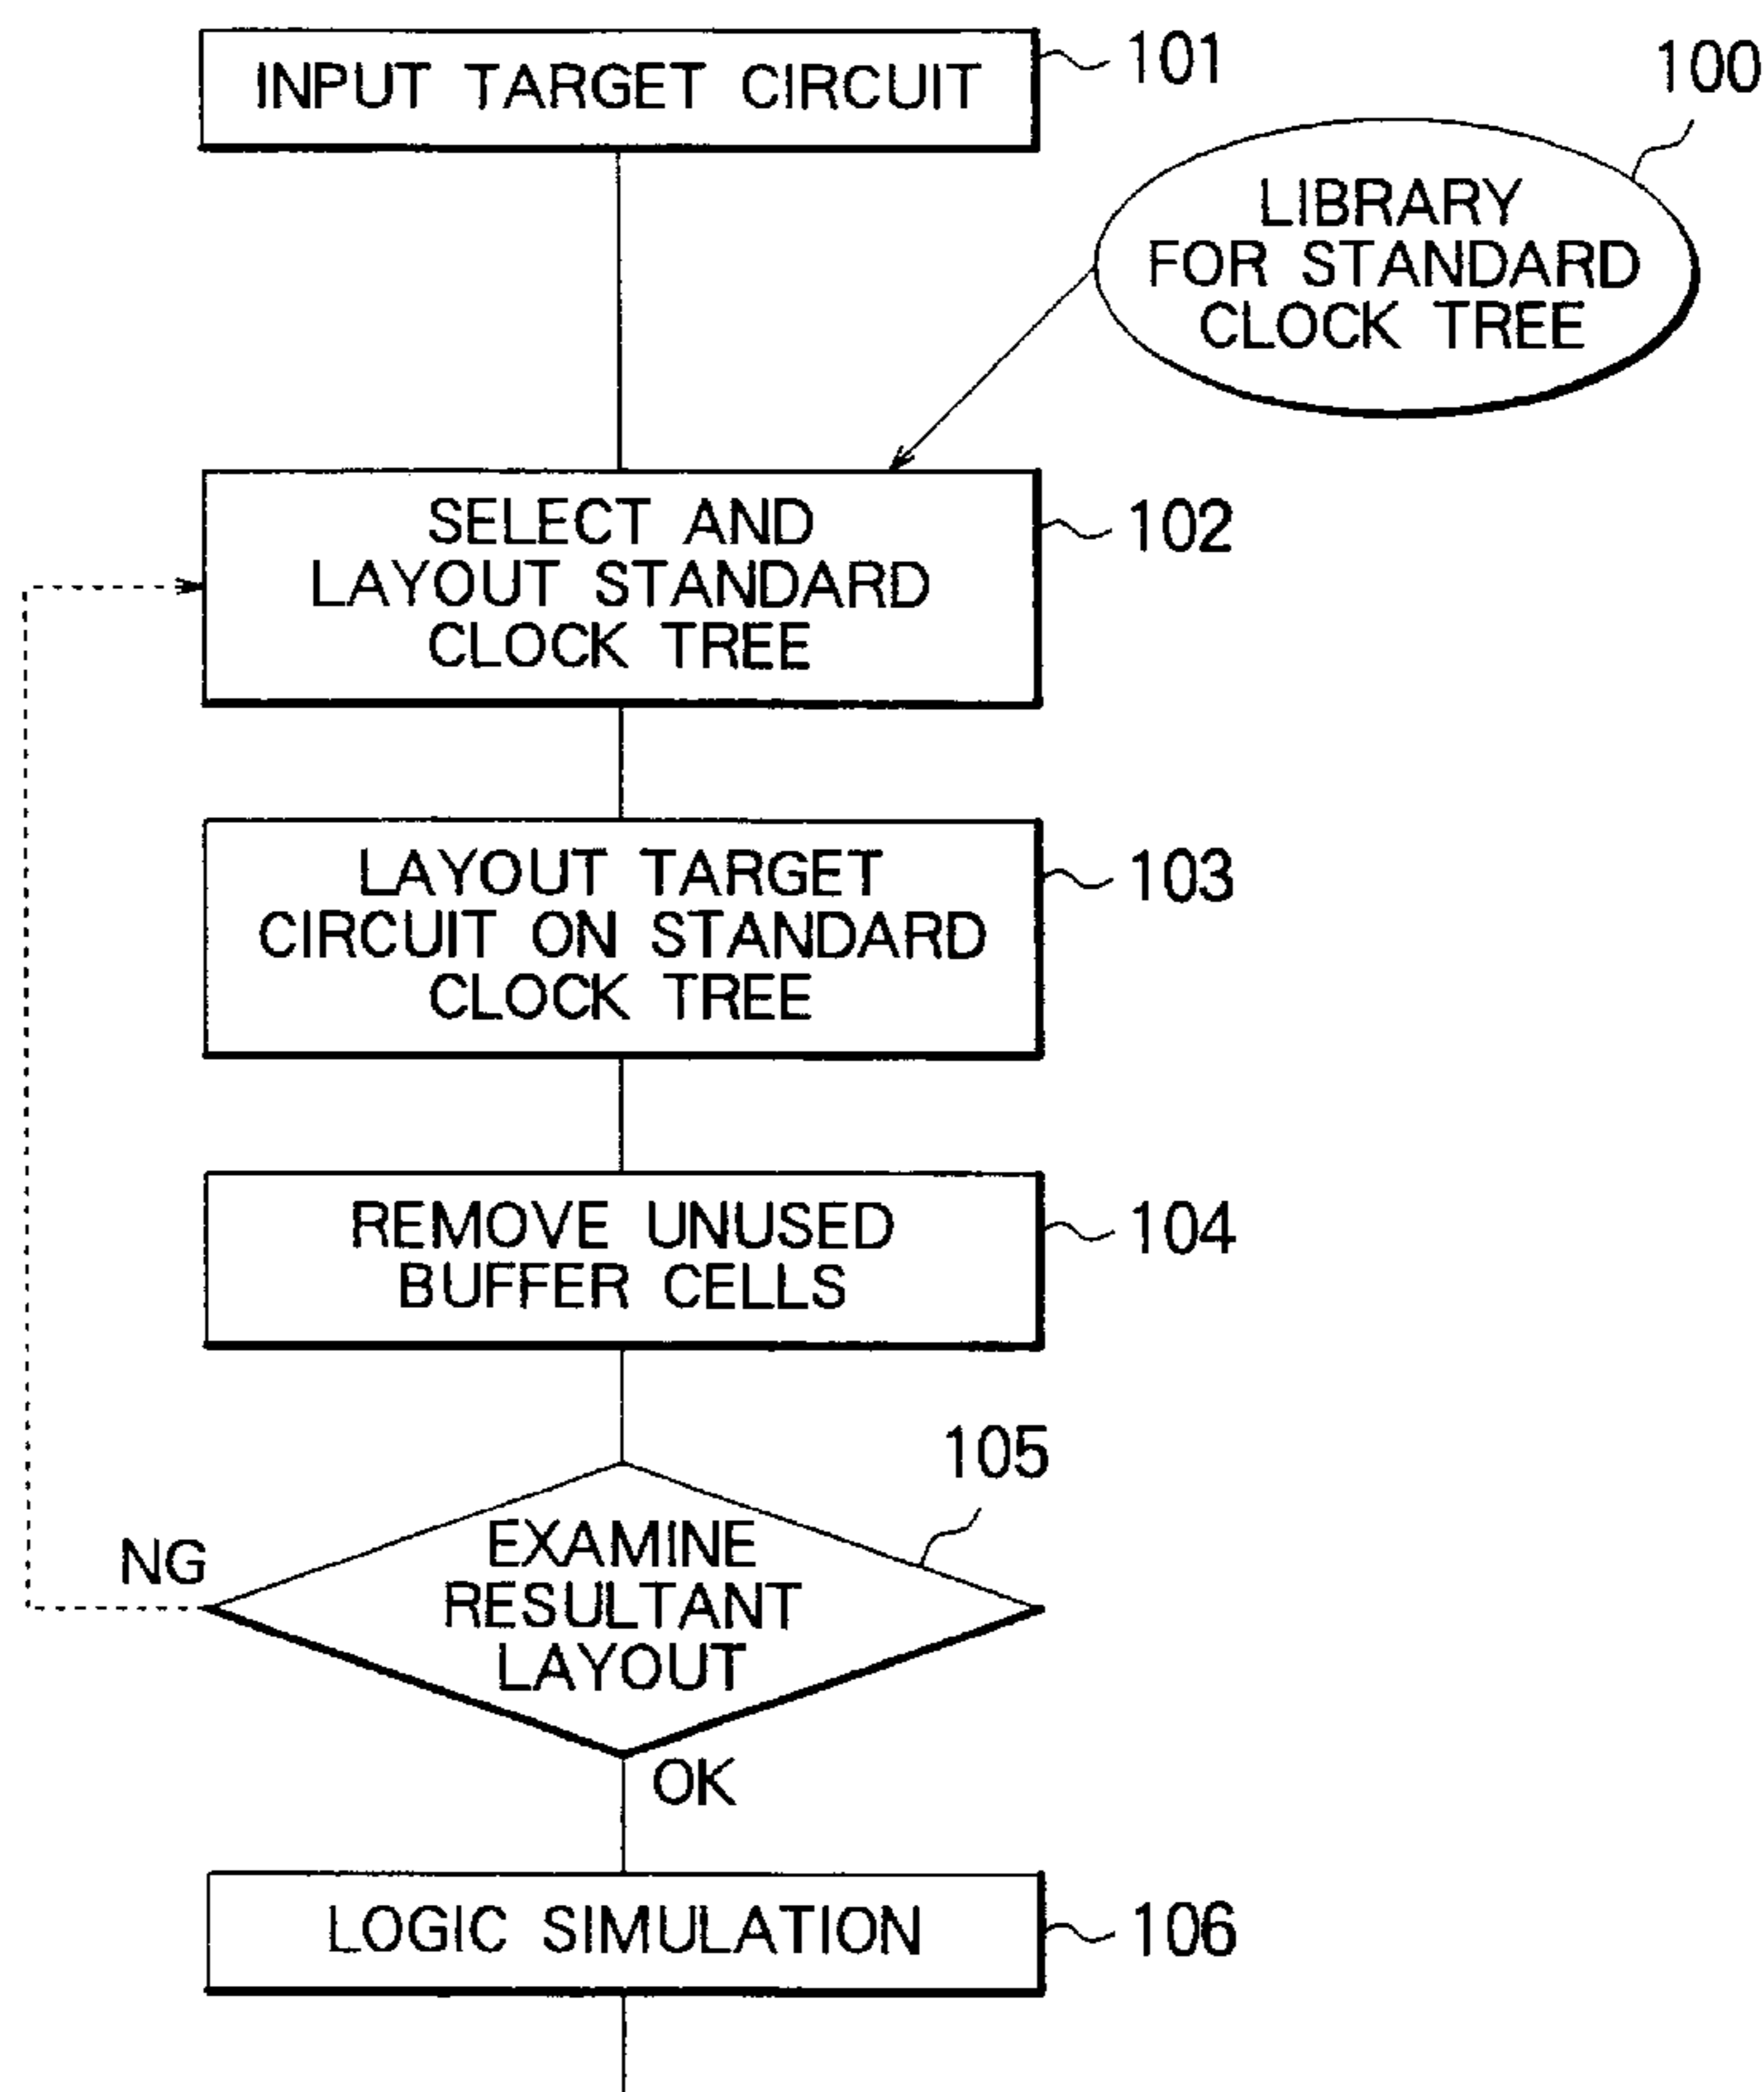 INPUT TARGET CIRCUIT
101
100
LIBRARY
FOR STANDARD
CLOCK TREE
SELECT AND
LAYOUT STANDARD
CLOCK TREE
102
LAYOUT TARGET
CIRCUIT ON STANDARD
CLOCK TREE
103
REMOVE UNUSED
BUFFER CELLS
104
105
EXAMINE
RESULTANT
LAYOUT
NG
OK
LOGIC SIMULATION
106